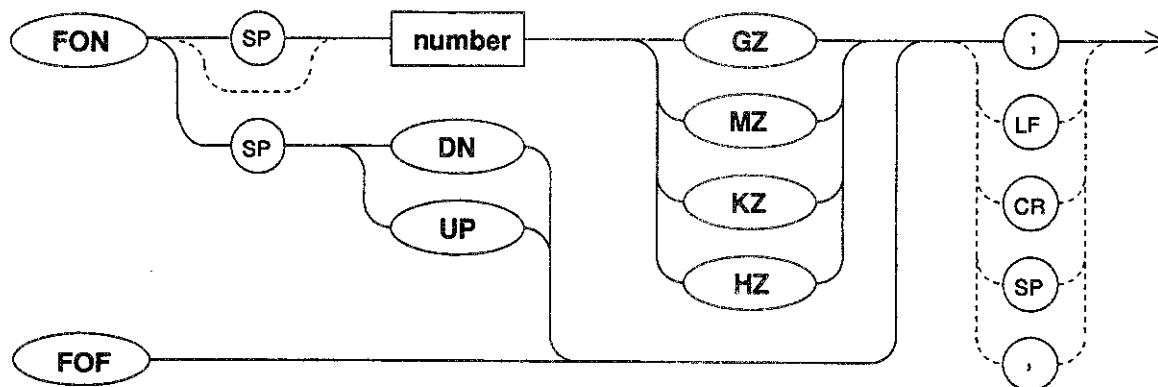 FON SP number GZ ;
MZ LF
SP DN
KZ CR
UP
HZ SP
FOF ,